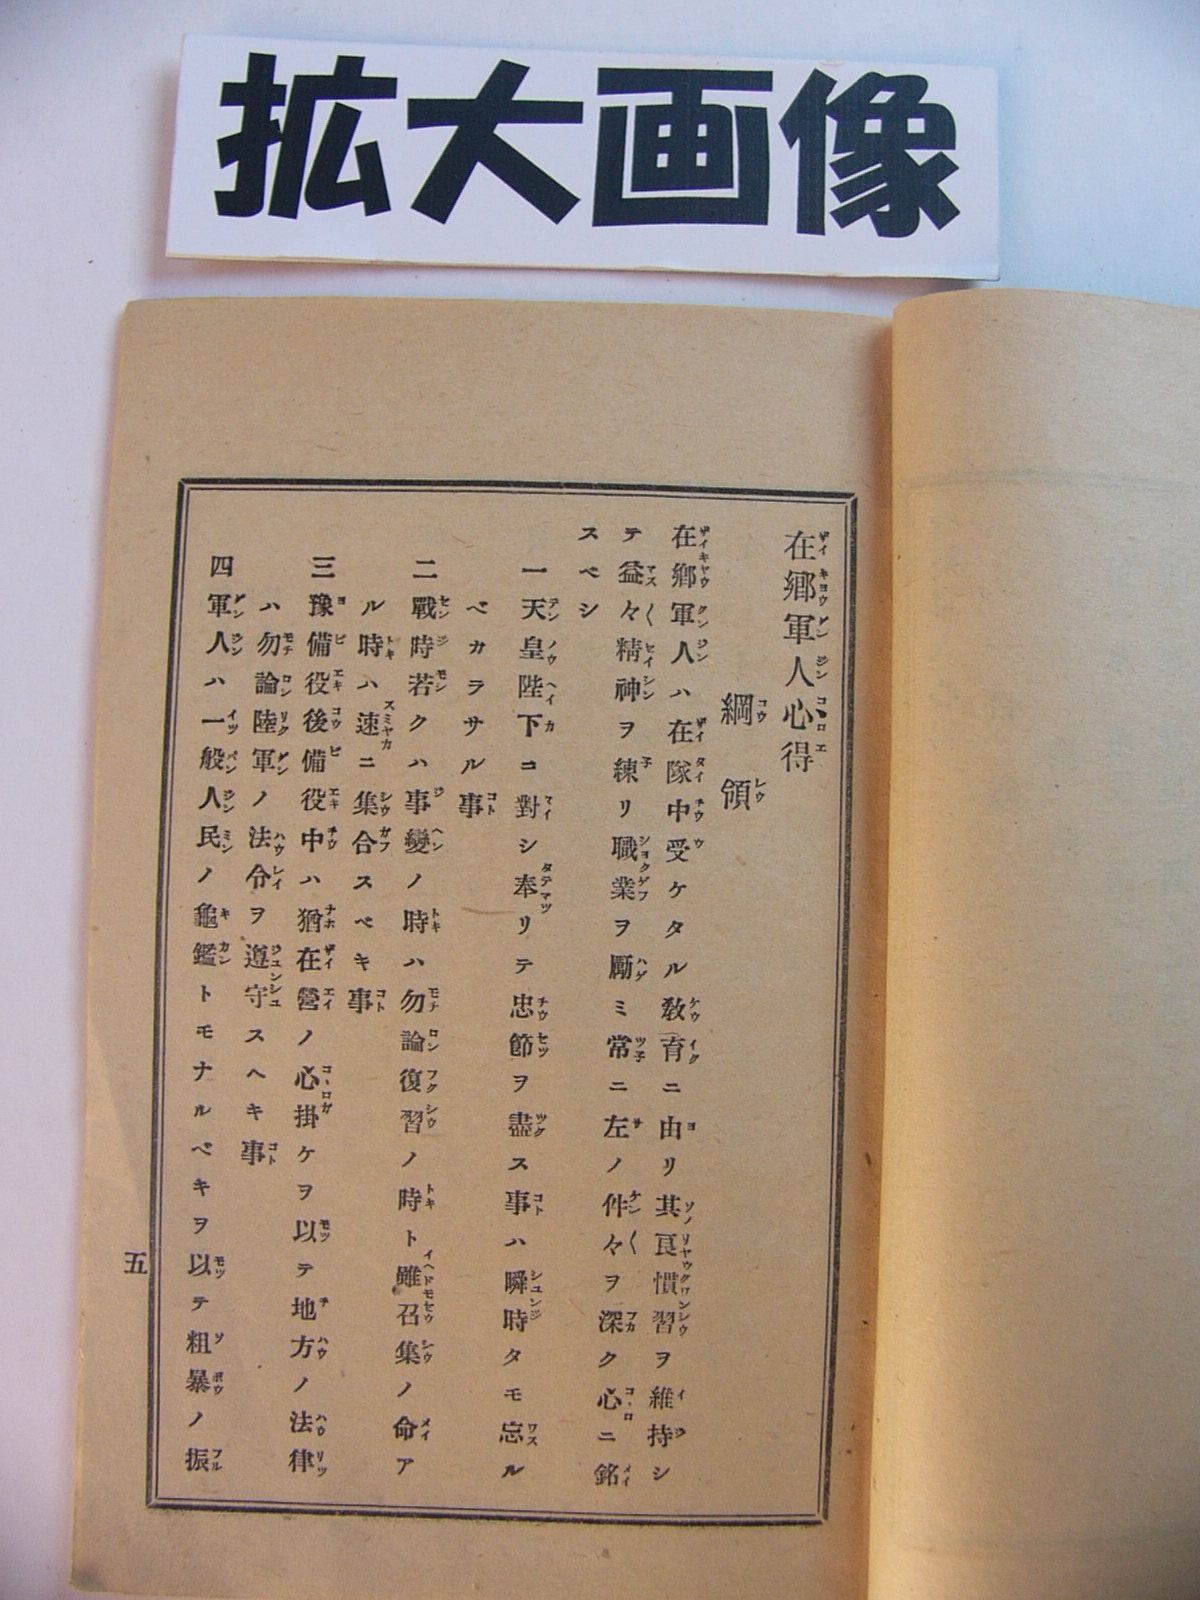 拡大画像
在郷軍人心得
綱領
在郷軍人ハ在隊中受ケタル教育ニ由リ其良慣習ヲ維持シ
テ益々精神ヲ練リ職業ヲ励ミ常ニ左ノ件々ヲ深ク心ニ銘
スベシ
一天皇陛下ニ對シ奉リテ忠節ヲ盡ス事ハ瞬時タモ忘ル
ベカラサル事
二戰時若クハ事變ノ時ハ勿論復習ノ時ト雖召集ノ命ア
ル時ハ速ニ集合スベキ事
三豫備役後備役中ハ猶在營ノ心掛ケヲ以テ地方ノ法律
ハ勿論陸軍ノ法令ヲ遵守スヘキ事
四軍人ハ一般人民ノ龜鑑トモナルベキヲ以テ粗暴ノ振
五